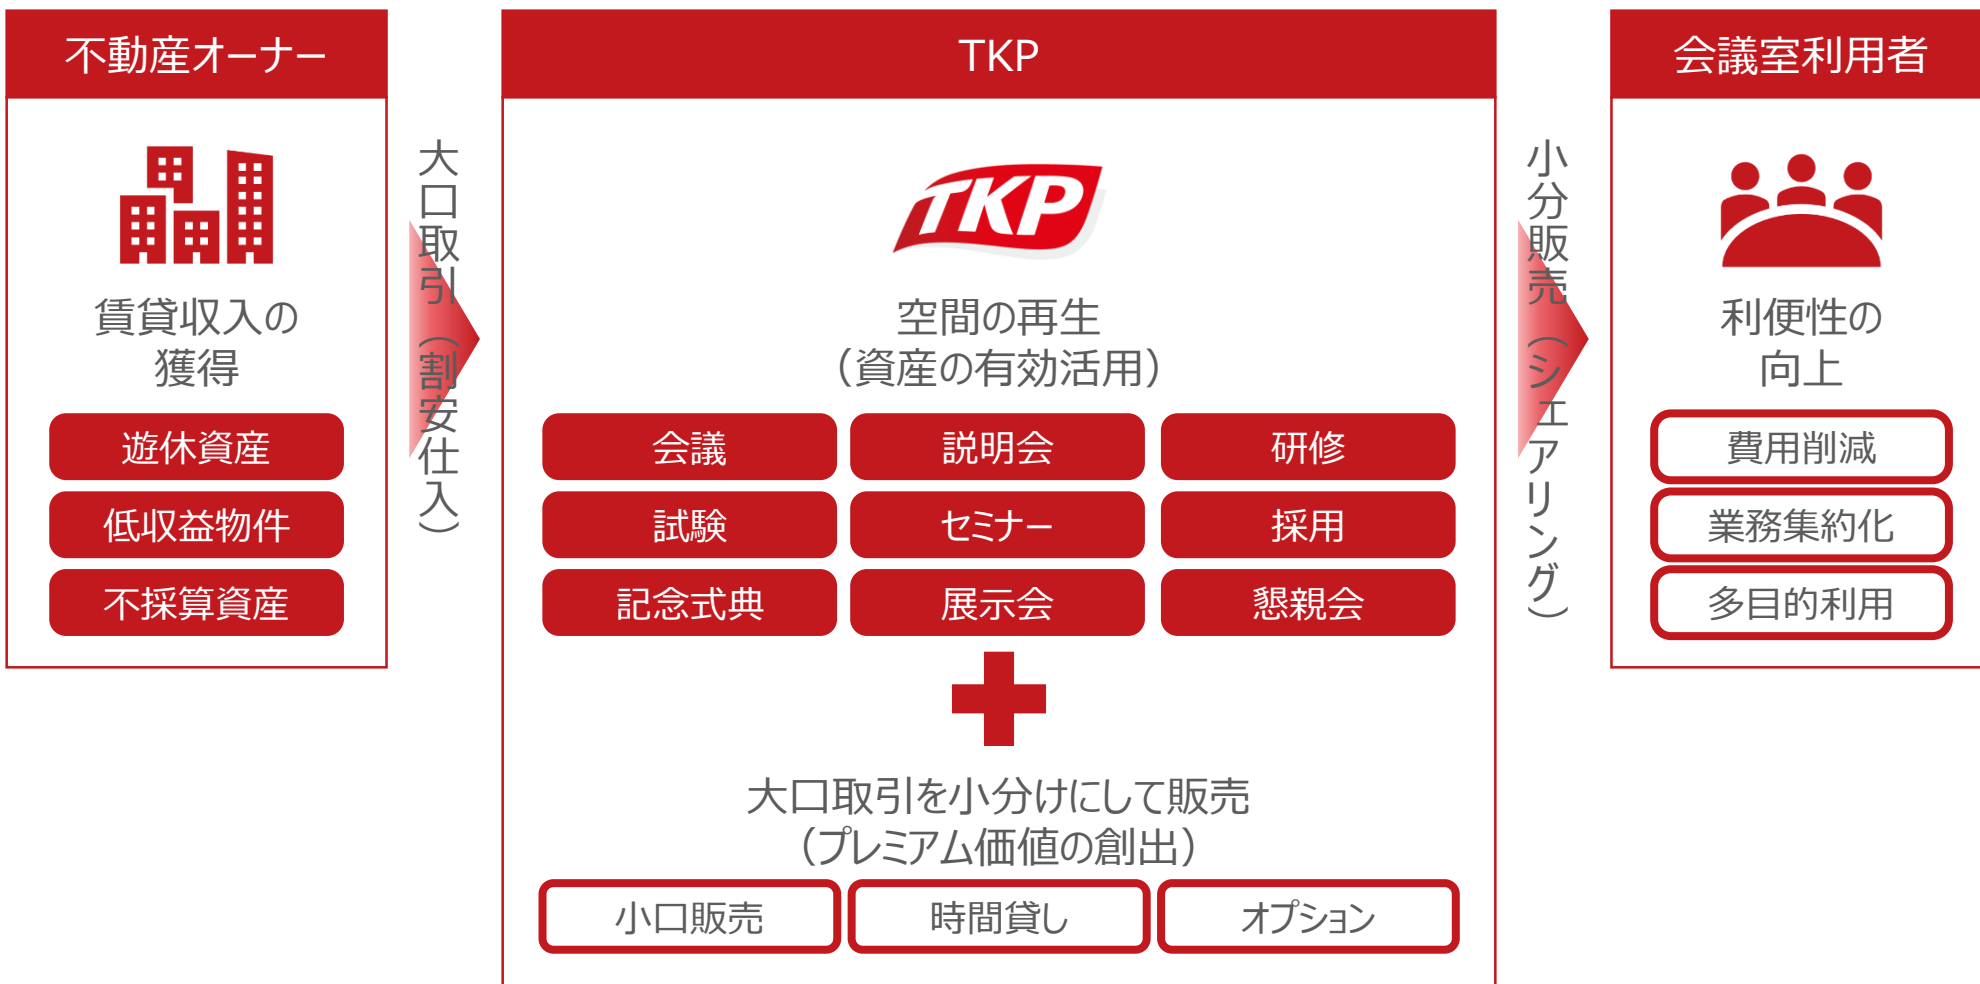 不動産オーナー
賃貸収入の
獲得
遊休資産
低収益物件
不採算資産
大口取引（割安仕入）
TKP
TKP
空間の再生
（資産の有効活用）
会議
説明会
研修
試験
セミナー
採用
記念式典
展示会
懇親会
大口取引を小分けにして販売
（プレミアム価値の創出）
小口販売
時間貸し
オプション
小分販売（シェアリング）
会議室利用者
利便性の
向上
費用削減
業務集約化
多目的利用